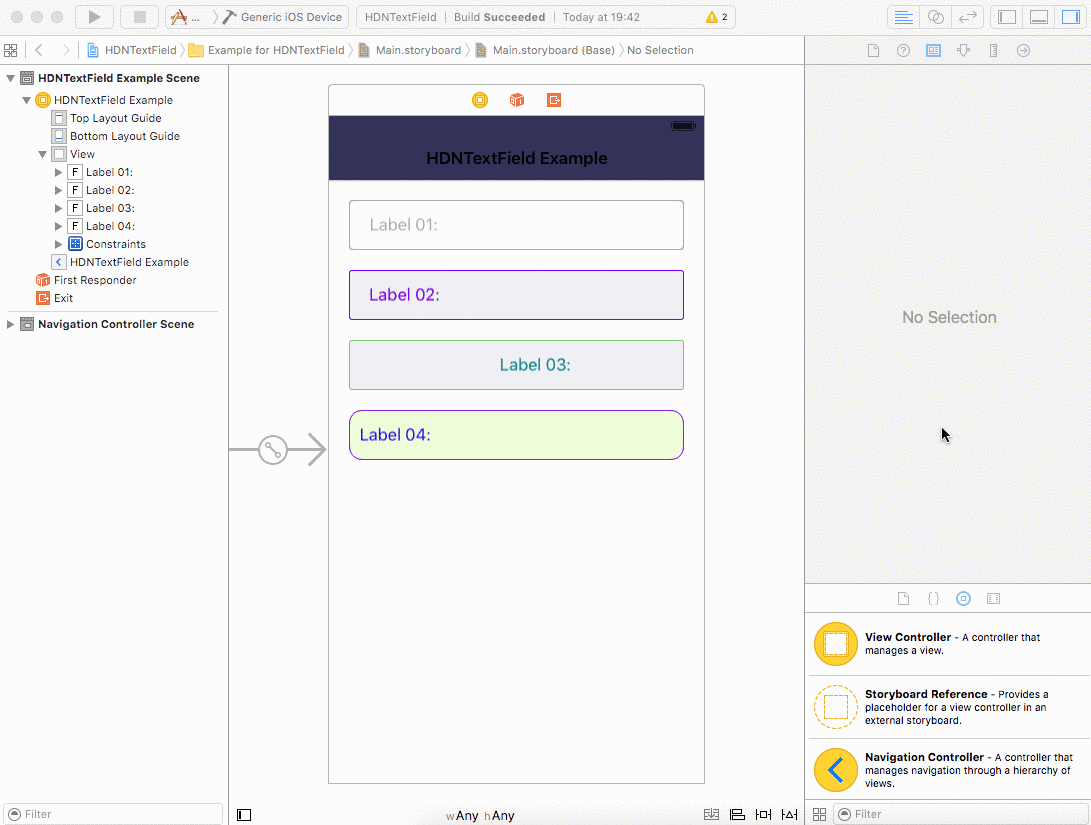 ... Generic iOS Device
HDNTextField Build Succeeded Today at 19:42 2
HDNTextField Example for HDNTextField Main.storyboard Main.storyboard (Base) No Selection
HDNTextField Example Scene
HDNTextField Example
Top Layout Guide
Bottom Layout Guide
View
F Label 01:
F Label 02:
F Label 03:
F Label 04:
Constraints
HDNTextField Example
First Responder
Exit
Navigation Controller Scene
Filter
HDNTextField Example
Label 01:
Label 02:
Label 03:
Label 04:
wAny hAny
No Selection
View Controller - A controller that
manages a view.
Storyboard Reference - Provides a
placeholder for a view controller in an
external storyboard.
Navigation Controller - A controller that
manages navigation through a hierarchy of
views.
Filter